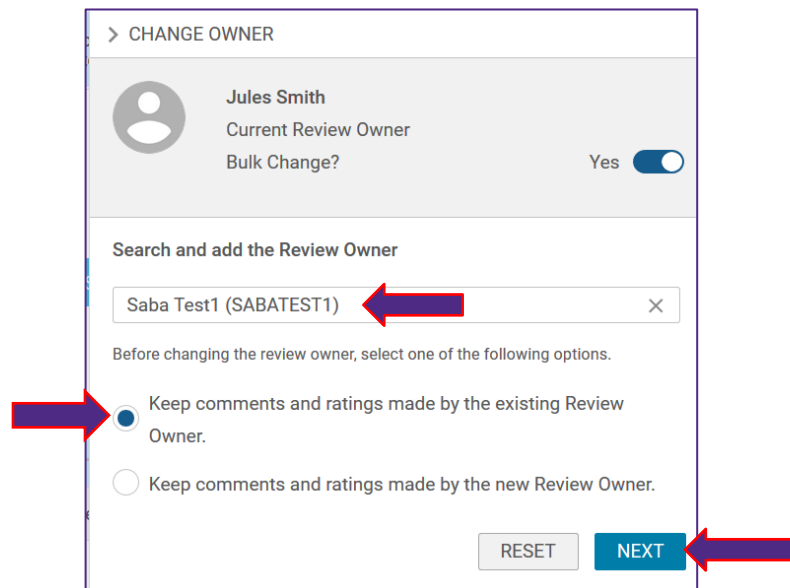 > CHANGE OWNER
Jules Smith
Current Review Owner
Bulk Change? Yes
Search and add the Review Owner
Saba Test1 (SABATEST1)
Before changing the review owner, select one of the following options.
Keep comments and ratings made by the existing Review
Owner.
Keep comments and ratings made by the new Review Owner.
RESET NEXT